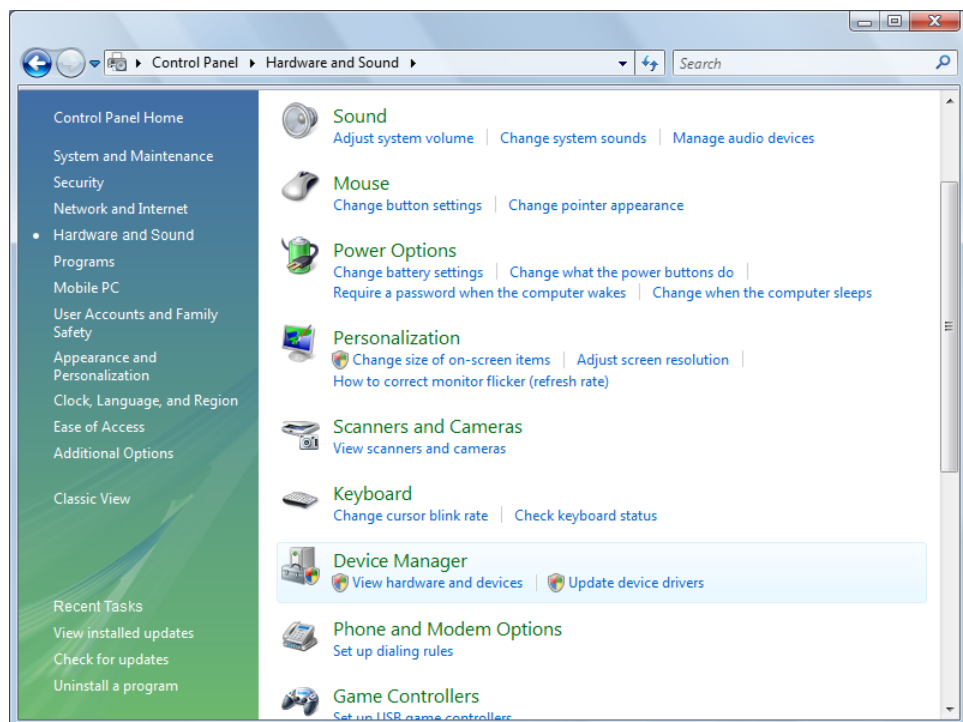 Control Panel Hardware and Sound
Search
Control Panel Home
System and Maintenance
Security
Network and Internet
Hardware and Sound
Programs
Mobile PC
User Accounts and Family
Safety
Appearance and
Personalization
Clock, Language, and Region
Ease of Access
Additional Options
Classic View
Recent Tasks
View installed updates
Check for updates
Uninstall a program
Sound
Adjust system volume Change system sounds Manage audio devices
Mouse
Change button settings Change pointer appearance
Power Options
Change battery settings Change what the power buttons do
Require a password when the computer wakes Change when the computer sleeps
Personalization
Change size of on-screen items Adjust screen resolution
How to correct monitor flicker (refresh rate)
Scanners and Cameras
View scanners and cameras
Keyboard
Change cursor blink rate Check keyboard status
Device Manager
View hardware and devices Update device drivers
Phone and Modem Options
Set up dialing rules
Game Controllers
Set up USB game controllers